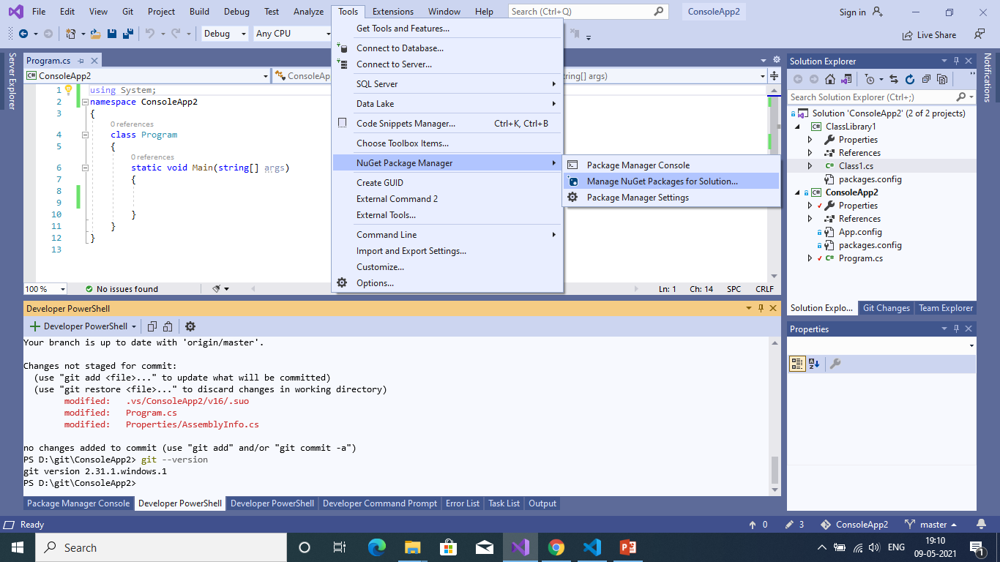 File Edit View Git Project Build Debug Test Analyze Tools Extensions Window Help Search (Ctrl+Q) ConsoleApp2 Sign in
Debug Any CPU Live Share
Get Tools and Features...
Connect to Database...
Connect to Server...
SQL Server
Data Lake
Code Snippets Manager... Ctrl+K, Ctrl+B
Choose Toolbox Items...
NuGet Package Manager
Create GUID
External Command 2
External Tools...
Command Line
Import and Export Settings...
Customize...
Options...
Package Manager Console
Manage NuGet Packages for Solution...
Package Manager Settings
Server Explorer
Program.cs
C# ConsoleApp2 ConsoleAp tring[] args)
1 using System;
2 namespace ConsoleApp2
3 {
0 references
4 class Program
5 {
0 references
6 static void Main(string[] args)
7 {
8
9
10 }
11 }
12 }
13
100 % No issues found Ln: 1 Ch: 14 SPC CRLF
Developer PowerShell
Developer PowerShell
Your branch is up to date with 'origin/master'.
Changes not staged for commit:
(use "git add <file>..." to update what will be committed)
(use "git restore <file>..." to discard changes in working directory)
modified: .vs/ConsoleApp2/v16/.suo
modified: Program.cs
modified: Properties/AssemblyInfo.cs
no changes added to commit (use "git add" and/or "git commit -a")
PS D:\git\ConsoleApp2> git --version
git version 2.31.1.windows.1
PS D:\git\ConsoleApp2>
Package Manager Console Developer PowerShell Developer PowerShell Developer Command Prompt Error List Task List Output
Solution Explorer
Search Solution Explorer (Ctrl+;)
Solution 'ConsoleApp2' (2 of 2 projects)
C# ClassLibrary1
Properties
References
C# Class1.cs
packages.config
C# ConsoleApp2
Properties
References
App.config
packages.config
C# Program.cs
Solution Explo... Git Changes Team Explorer
Properties
Notifications
Ready 0 3 ConsoleApp2 master
Search ENG 19:10
09-05-2021
1